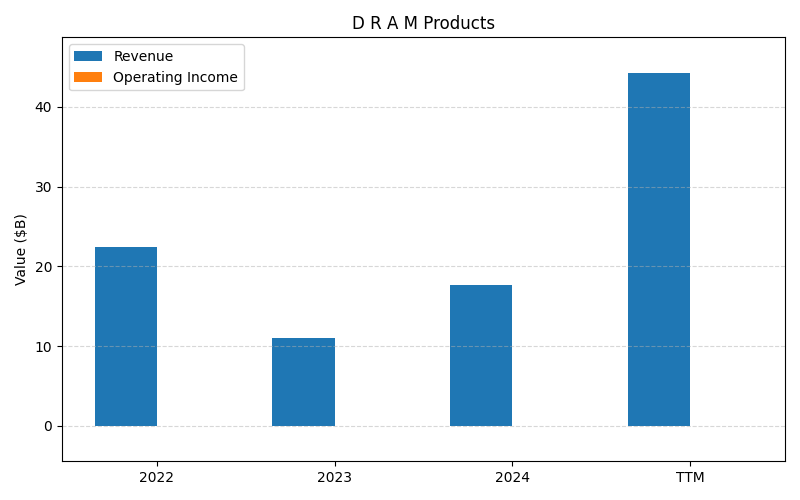 D R A M Products
Revenue
Operating Income
Value ($B)
40
30
20
10
0
2022 2023 2024 TTM